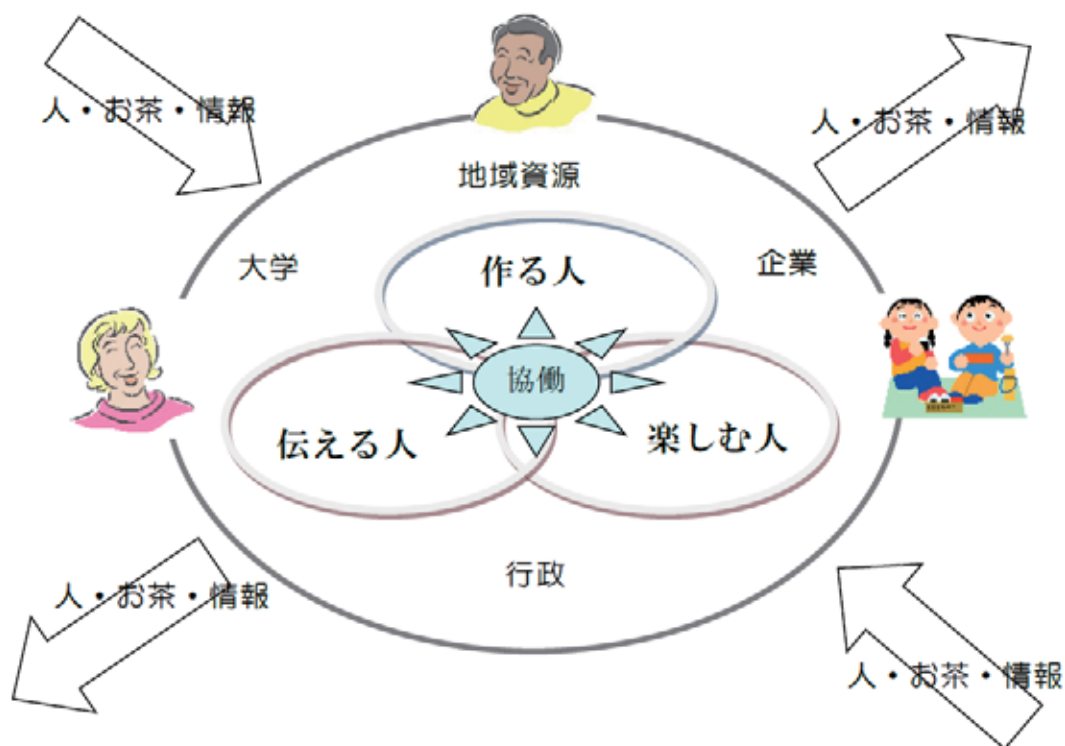 人・お茶・情報
人・お茶・情報
地域資源
大学
企業
作る人
協働
伝える人
楽しむ人
行政
人・お茶・情報
人・お茶・情報